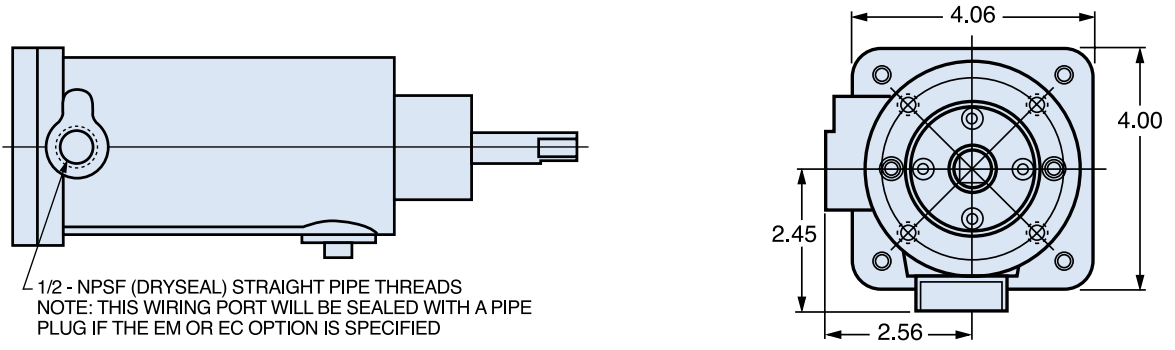 4.06
4.00
2.45
2.56
1/2 - NPSF (DRYSEAL) STRAIGHT PIPE THREADS
NOTE: THIS WIRING PORT WILL BE SEALED WITH A PIPE
PLUG IF THE EM OR EC OPTION IS SPECIFIED